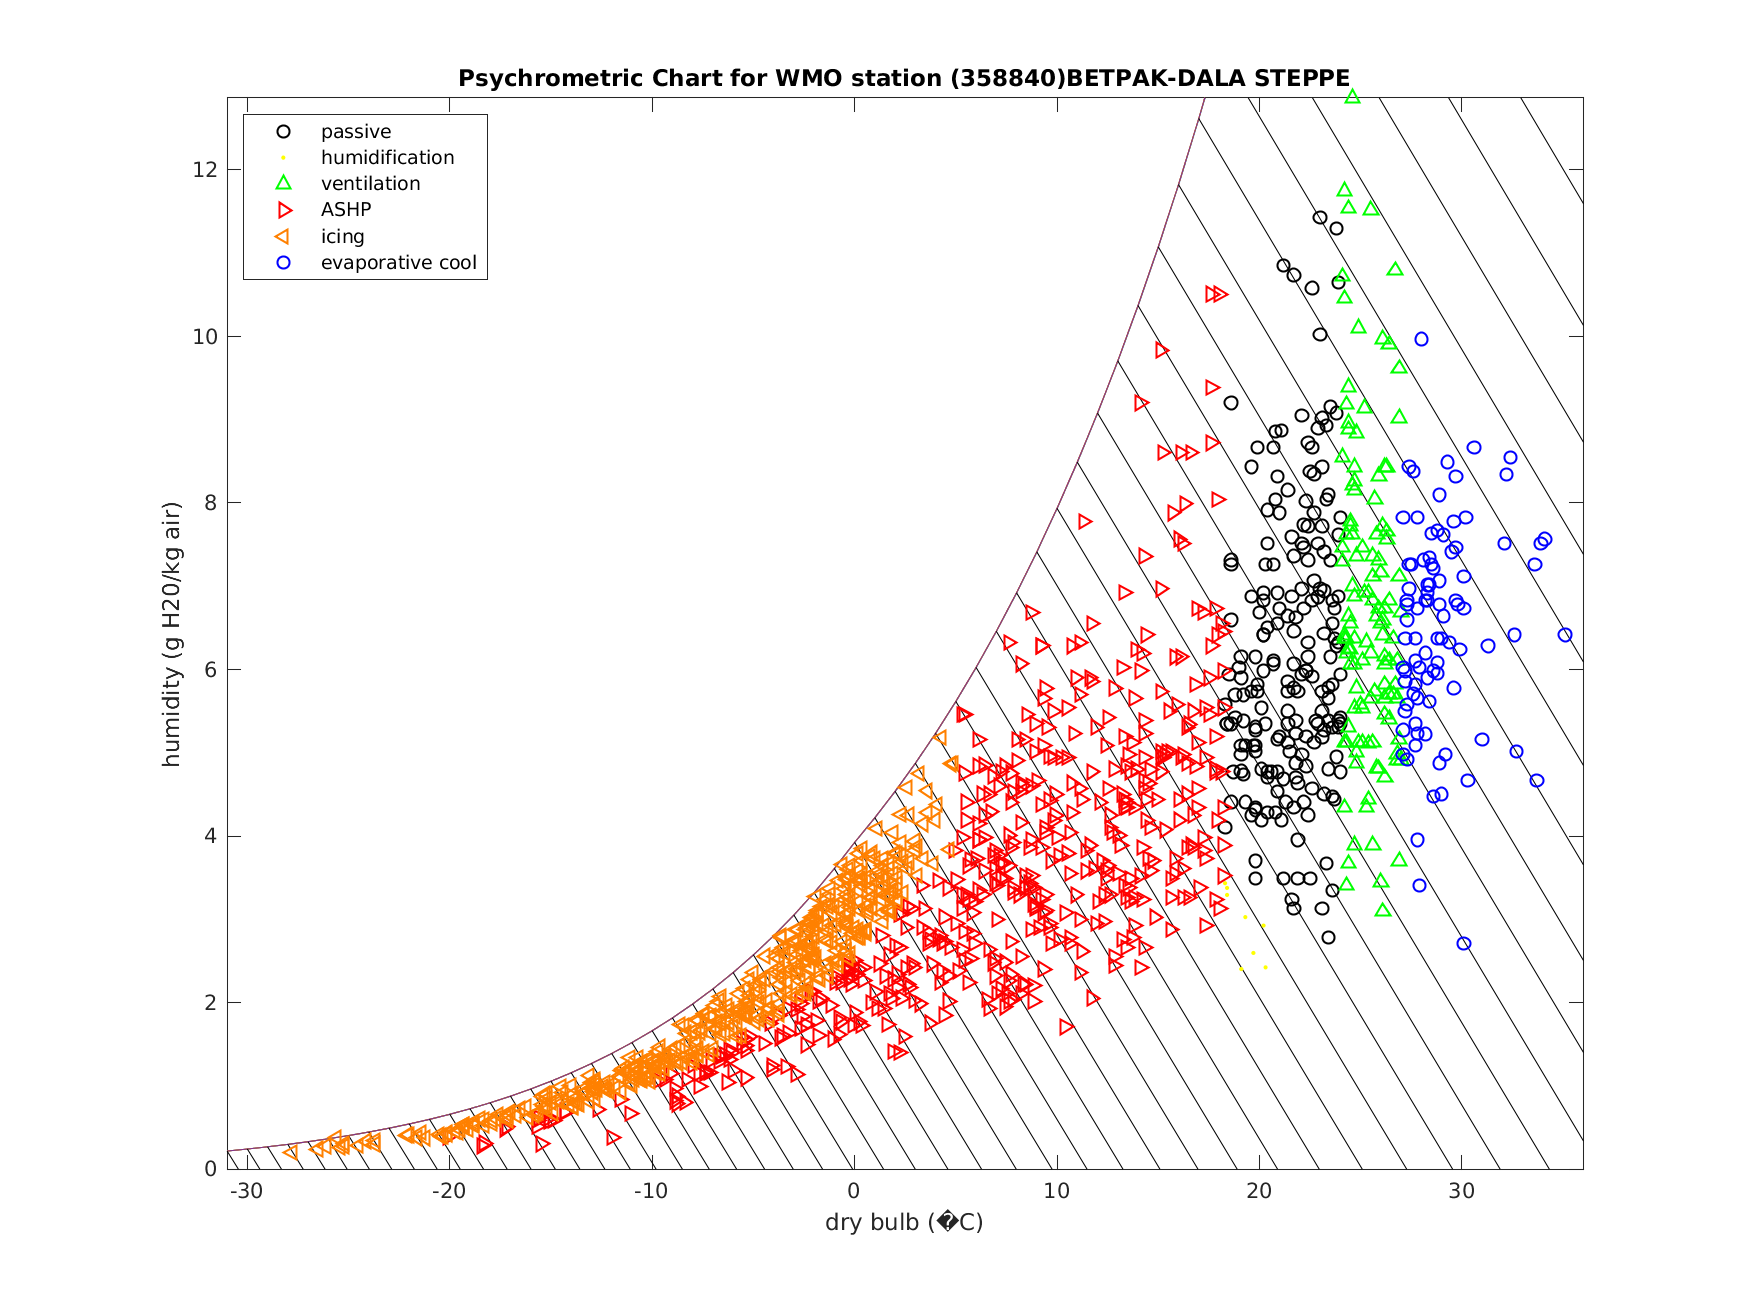 Psychrometric Chart for WMO station (358840)BETPAK-DALA STEPPE
passive
humidification
ventilation
ASHP
icing
evaporative cool
humidity (g H20/kg air)
12
10
8
6
4
2
0
-30 -20 -10 0 10 20 30
dry bulb (�C)